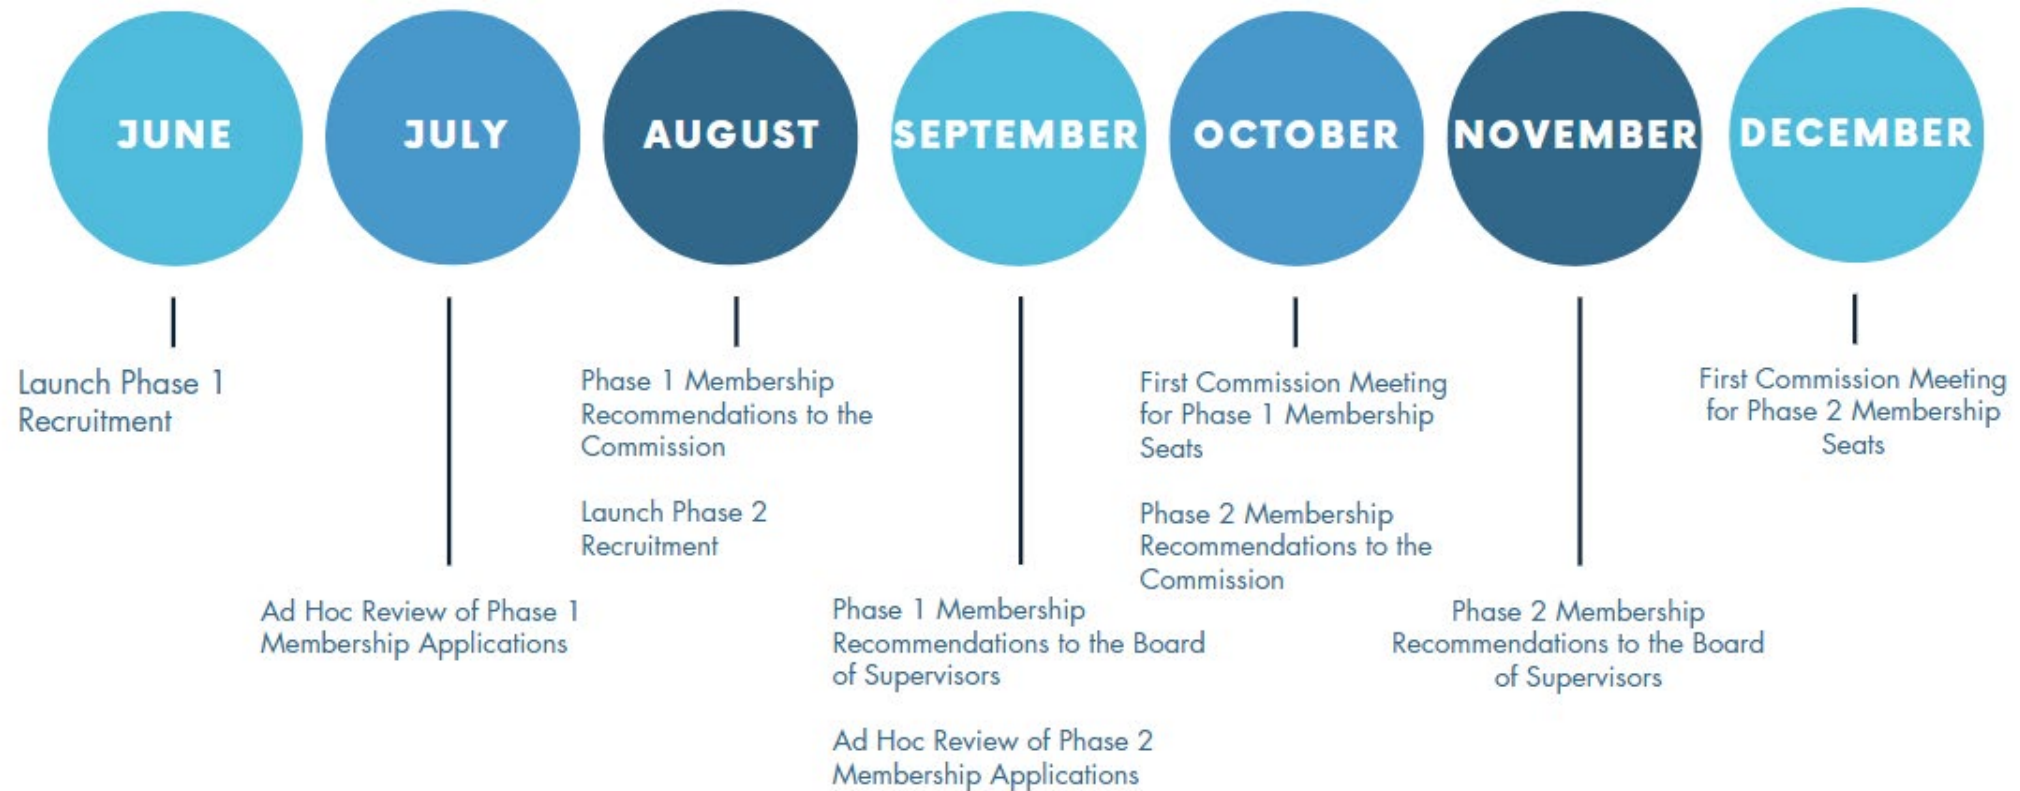 JUNE
JULY
AUGUST
SEPTEMBER
OCTOBER
NOVEMBER
DECEMBER
Launch Phase 1
Recruitment
Ad Hoc Review of Phase 1
Membership Applications
Phase 1 Membership
Recommendations to the
Commission
Launch Phase 2
Recruitment
Phase 1 Membership
Recommendations to the Board
of Supervisors
Ad Hoc Review of Phase 2
Membership Applications
First Commission Meeting
for Phase 1 Membership
Seats
Phase 2 Membership
Recommendations to the
Commission
Phase 2 Membership
Recommendations to the Board
of Supervisors
First Commission Meeting
for Phase 2 Membership
Seats